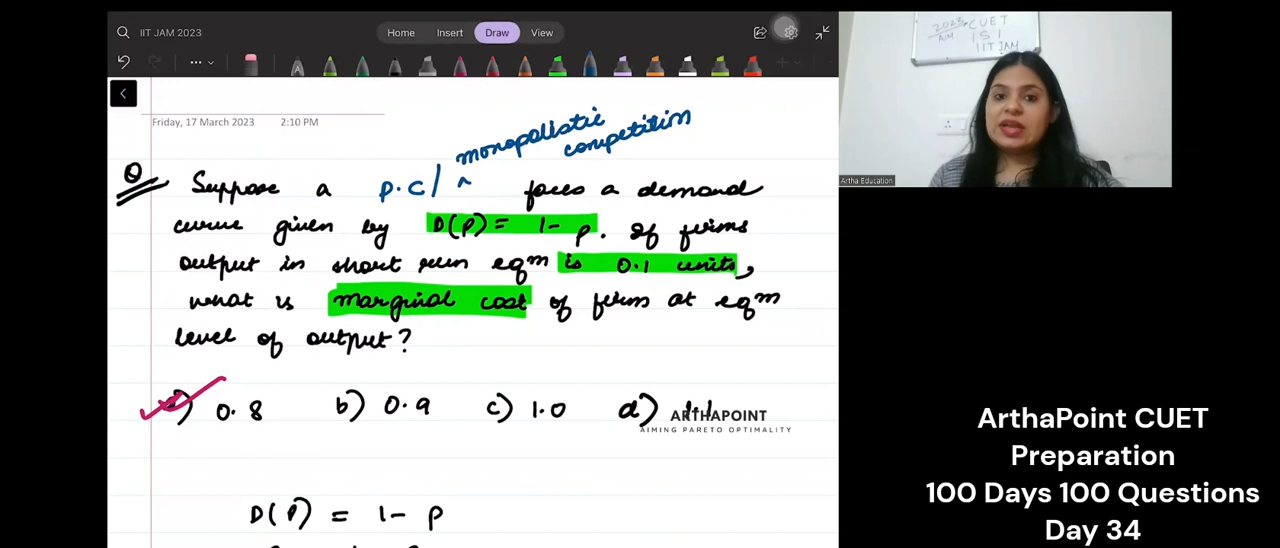 IIT JAM 2023
Home Insert Draw View
2023 CUET
ISI
IIT JAM
Artha Education
Friday, 17 March 2023 2:10 PM
monopolistic
competition
Q Suppose a P.C/ ^ faces a demand
curve given by D(P) = 1- P. If firms
output in short run eqm is 0.1 units,
what is marginal cost of firm at eqm
level of output?
a) 0.8 b) 0.9 c) 1.0 d) 1.1
ARTHAPOINT
AIMING PARETO OPTIMALITY
D(P) = 1- P
ArthaPoint CUET
Preparation
100 Days 100 Questions
Day 34